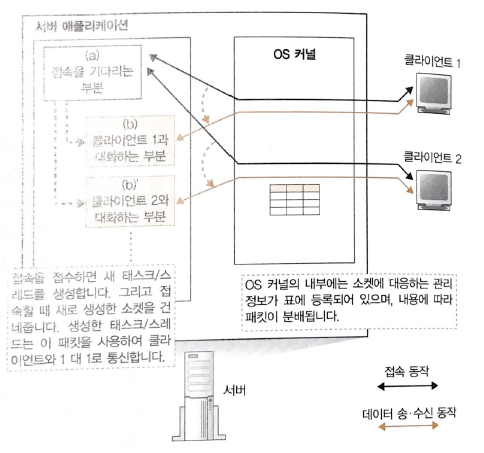 서버 애플리케이션
(a)
접속을 기다리는
부분
(b)
클라이언트 1과
대화하는 부분
(b)'
클라이언트 2와
대화하는 부분
접속을 접수하면 새 태스크/스
레드를 생성합니다. 그리고 접
속할 때 새로 생성한 소켓을 건
네줍니다. 생성한 태스크/스레
드는 이 패킷을 사용하여 클라
이언트와 1 대 1로 통신합니다.
OS 커널
OS 커널의 내부에는 소켓에 대응하는 관리
정보가 표에 등록되어 있으며, 내용에 따라
패킷이 분배됩니다.
클라이언트 1
클라이언트 2
서버
접속 동작
데이터 송·수신 동작